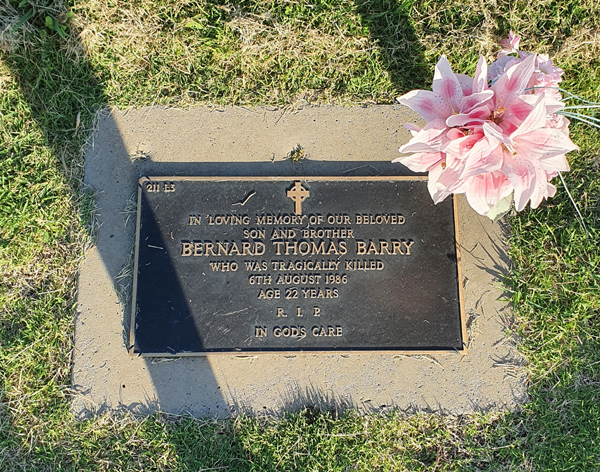 211 L5
IN LOVING MEMORY OF OUR BELOVED
SON AND BROTHER
BERNARD THOMAS BARRY
WHO WAS TRAGICALLY KILLED
6TH AUGUST 1986
AGE 22 YEARS
R. I. P.
IN GOD'S CARE